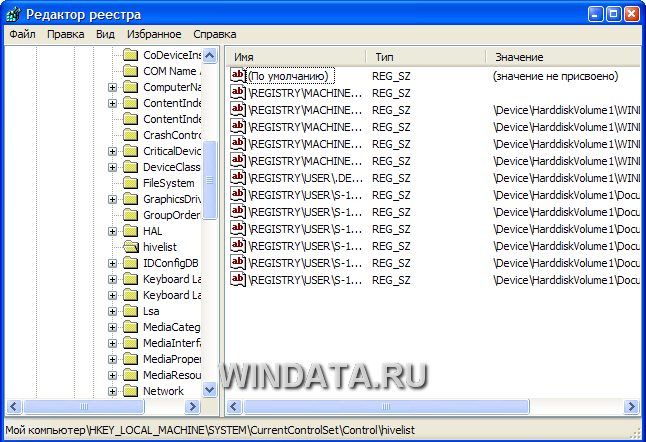 Редактор реестра
Файл Правка Вид Избранное Справка
CoDeviceIns
COM Name A
ComputerNa
ContentInde
ContentInde
CrashContro
CriticalDevic
DeviceClass
FileSystem
GraphicsDriv
GroupOrder
HAL
hivelist
IDConfigDB
Keyboard La
Keyboard La
Lsa
MediaCateg
MediaInterfa
MediaProper
MediaResou
Network
Имя Тип Значение
(По умолчанию) REG_SZ (значение не присвоено)
\REGISTRY\MACHINE... REG_SZ
\REGISTRY\MACHINE... REG_SZ \Device\HarddiskVolume1\WINI
\REGISTRY\MACHINE... REG_SZ \Device\HarddiskVolume1\WINI
\REGISTRY\MACHINE... REG_SZ \Device\HarddiskVolume1\WINI
\REGISTRY\MACHINE... REG_SZ \Device\HarddiskVolume1\WINI
\REGISTRY\USER\.DE... REG_SZ \Device\HarddiskVolume1\WINI
\REGISTRY\USER\S-1... REG_SZ \Device\HarddiskVolume1\Docu
\REGISTRY\USER\S-1... REG_SZ \Device\HarddiskVolume1\Docu
\REGISTRY\USER\S-1... REG_SZ \Device\HarddiskVolume1\Docu
\REGISTRY\USER\S-1... REG_SZ \Device\HarddiskVolume1\Docu
\REGISTRY\USER\S-1... REG_SZ \Device\HarddiskVolume1\Docu
\REGISTRY\USER\S-1... REG_SZ \Device\HarddiskVolume1\Docu
WINDATA.RU
Мой компьютер\HKEY_LOCAL_MACHINE\SYSTEM\CurrentControlSet\Control\hivelist